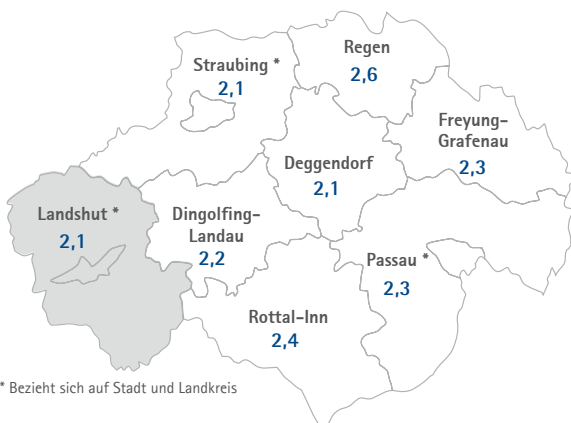 Regen
2,6
Straubing *
2,1
Freyung-
Grafenau
2,3
Deggendorf
2,1
Landshut *
2,1
Dingolfing-
Landau
2,2
Passau *
2,3
Rottal-Inn
2,4
* Bezieht sich auf Stadt und Landkreis